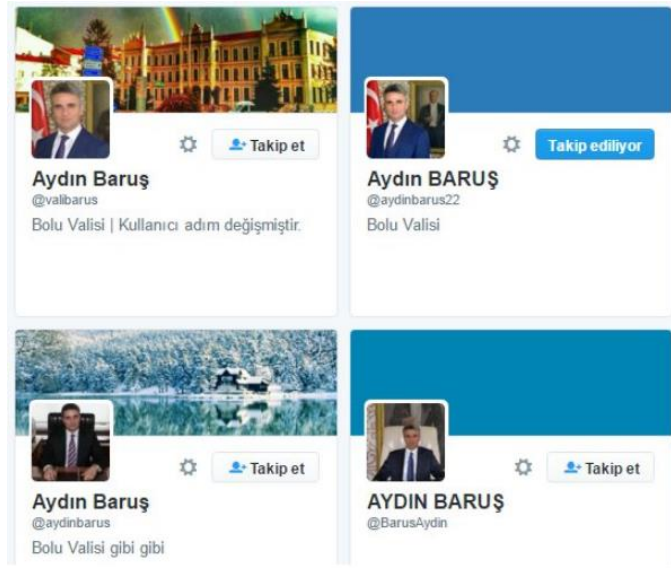 Takip et
Aydın Baruş
@valibarus
Bolu Valisi | Kullanıcı adım değişmiştir.
Takip ediliyor
Aydın BARUŞ
@aydinbarus22
Bolu Valisi
Takip et
Aydın Baruş
@aydinbarus
Bolu Valisi gibi gibi
Takip et
AYDIN BARUŞ
@BarusAydin